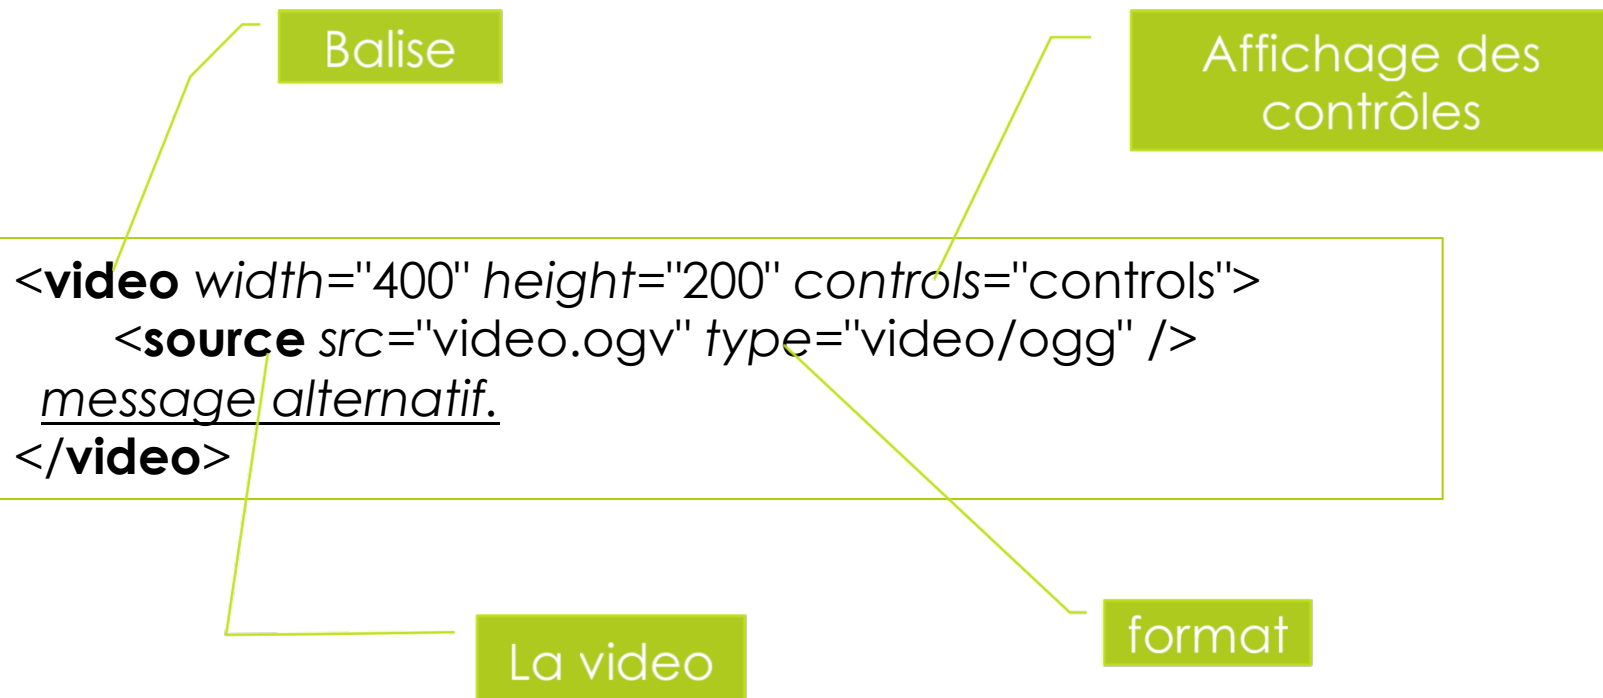 Balise
Affichage des
contrôles
<video width="400" height="200" controls="controls">
<source src="video.ogv" type="video/ogg" />
message alternatif.
</video>
La video
format